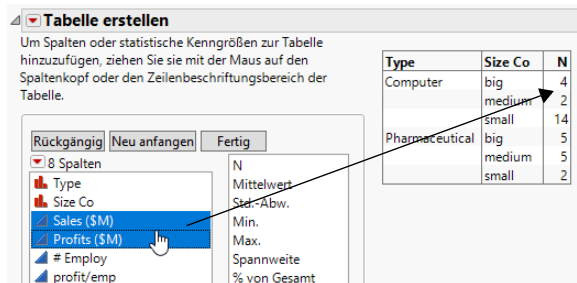 Tabelle erstellen
Um Spalten oder statistische Kenngrößen zur Tabelle
hinzuzufügen, ziehen Sie sie mit der Maus auf den
Spaltenkopf oder den Zeilenbeschriftungsbereich der
Tabelle.
Rückgängig Neu anfangen Fertig
8 Spalten
Type
Size Co
Sales ($M)
Profits ($M)
# Employ
profit/emp
N
Mittelwert
Std.-Abw.
Min.
Max.
Spannweite
% von Gesamt
Type Size Co N
Computer big 4
medium 2
small 14
Pharmaceutical big 5
medium 5
small 2